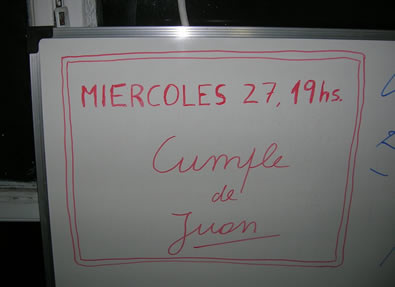 MIERCOLES 27, 19hs.
Cumple
de
Juan